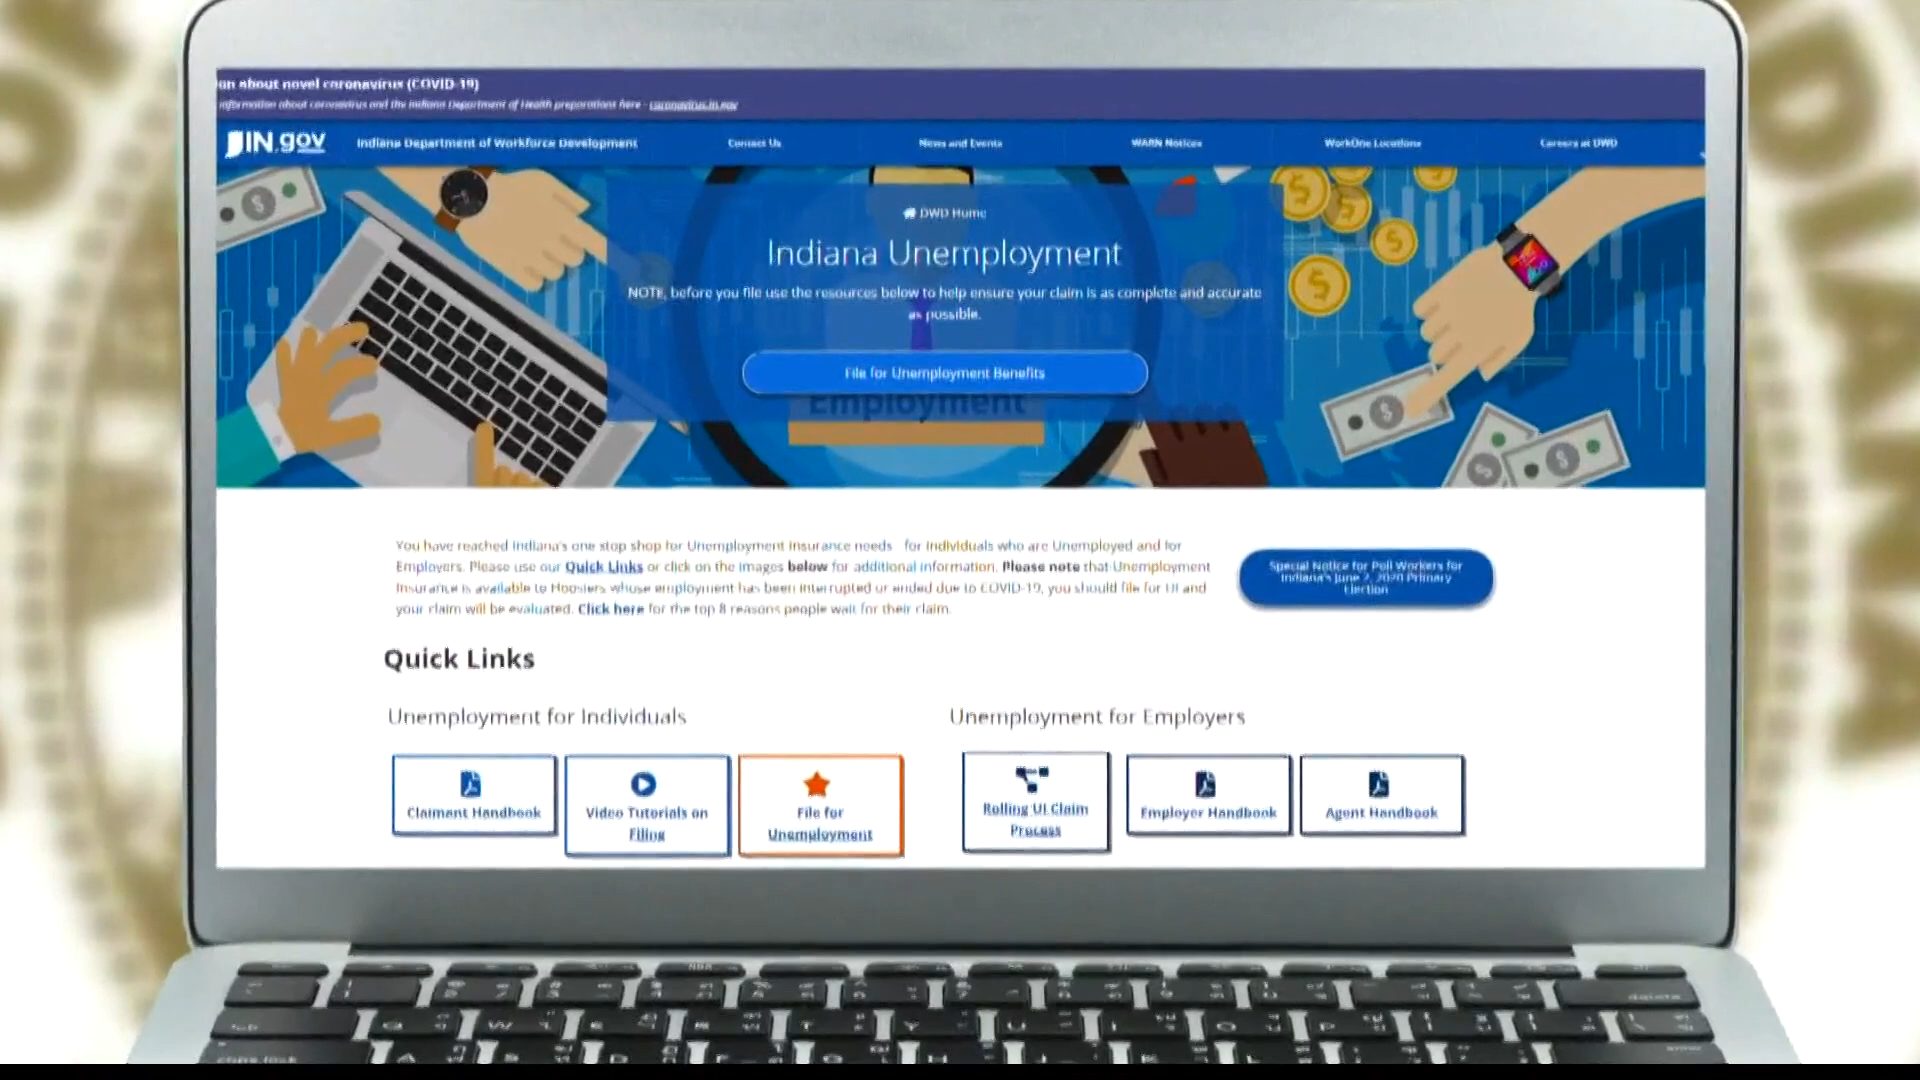 on about novel coronavirus (COVID-19)
information about coronavirus and the Indiana Department of Health preparations here - coronavirus.in.gov
IN.gov
Indiana Department of Workforce Development
Contact Us
News and Events
WARN Notices
WorkOne Locations
Careers at DWD
DWD Home
Indiana Unemployment
NOTE, before you file use the resources below to help ensure your claim is as complete and accurate
as possible.
File for Unemployment Benefits
Employment
You have reached Indiana's one stop shop for Unemployment Insurance needs for Individuals who are Unemployed and for
Employers. Please use our Quick Links or click on the images below for additional information. Please note that Unemployment
Insurance is available to Hoosiers whose employment has been interrupted or ended due to COVID-19, you should file for UI and
your claim will be evaluated. Click here for the top 8 reasons people wait for their claim.
Special Notice for Poll Workers for
Indiana's June 2, 2020 Primary
Election
Quick Links
Unemployment for Individuals
Unemployment for Employers
Claimant Handbook
Video Tutorials on
Filing
File for
Unemployment
Rolling UI Claim
Process
Employer Handbook
Agent Handbook
delete